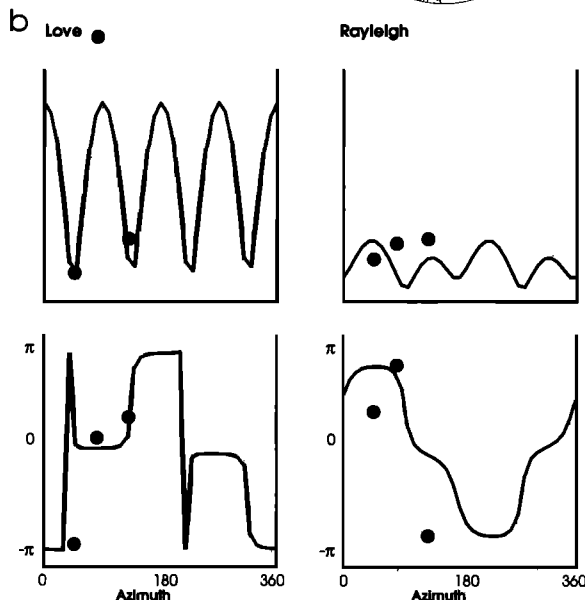 b
Love Rayleigh
π π
0 0
-π -π
0 180 360 0 180 360
Azimuth Azimuth